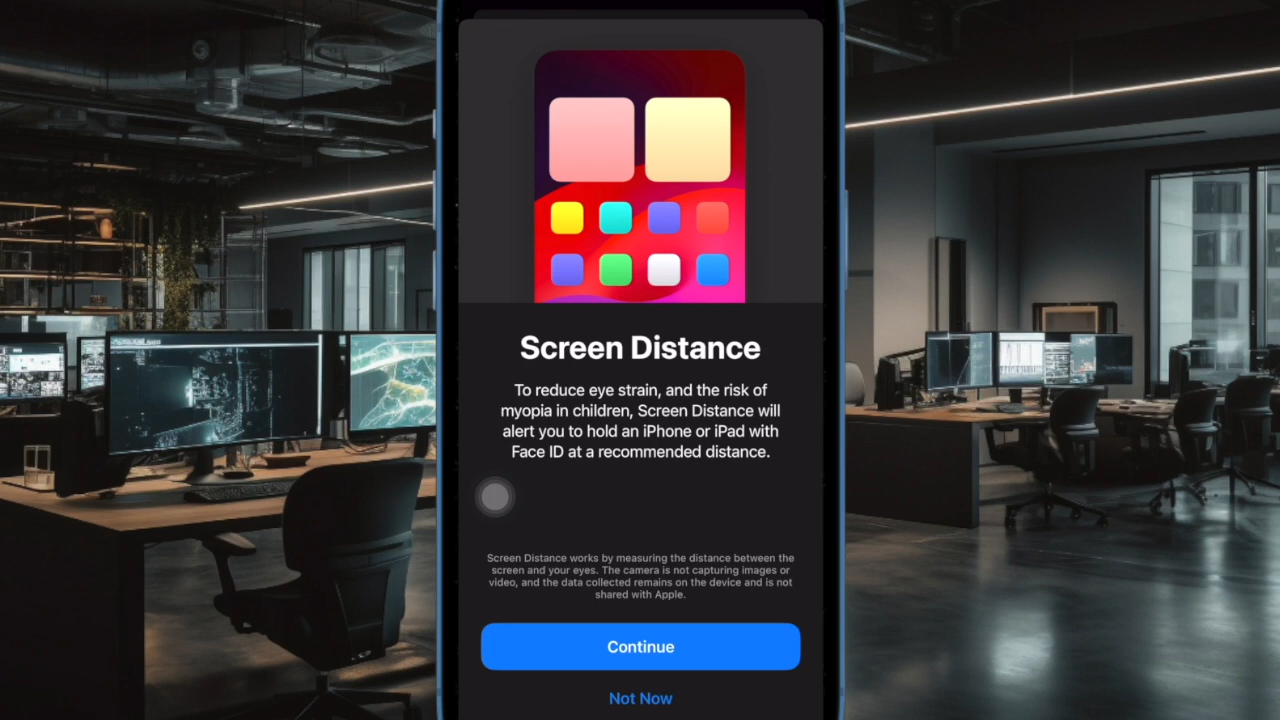 Screen Distance
To reduce eye strain, and the risk of
myopia in children, Screen Distance will
alert you to hold an iPhone or iPad with
Face ID at a recommended distance.
Screen Distance works by measuring the distance between the
screen and your eyes. The camera is not capturing images or
video, and the data collected remains on the device and is not
shared with Apple.
Continue
Not Now